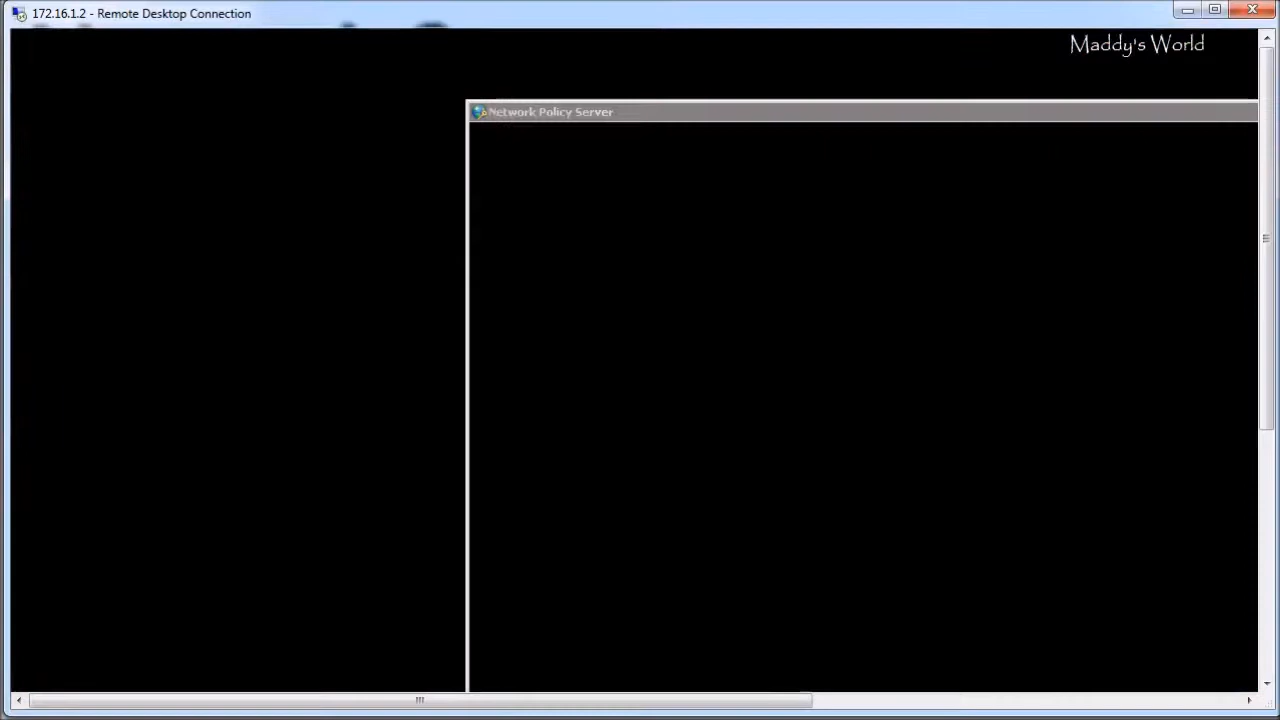 172.16.1.2 - Remote Desktop Connection
Maddy's World
Network Policy Server